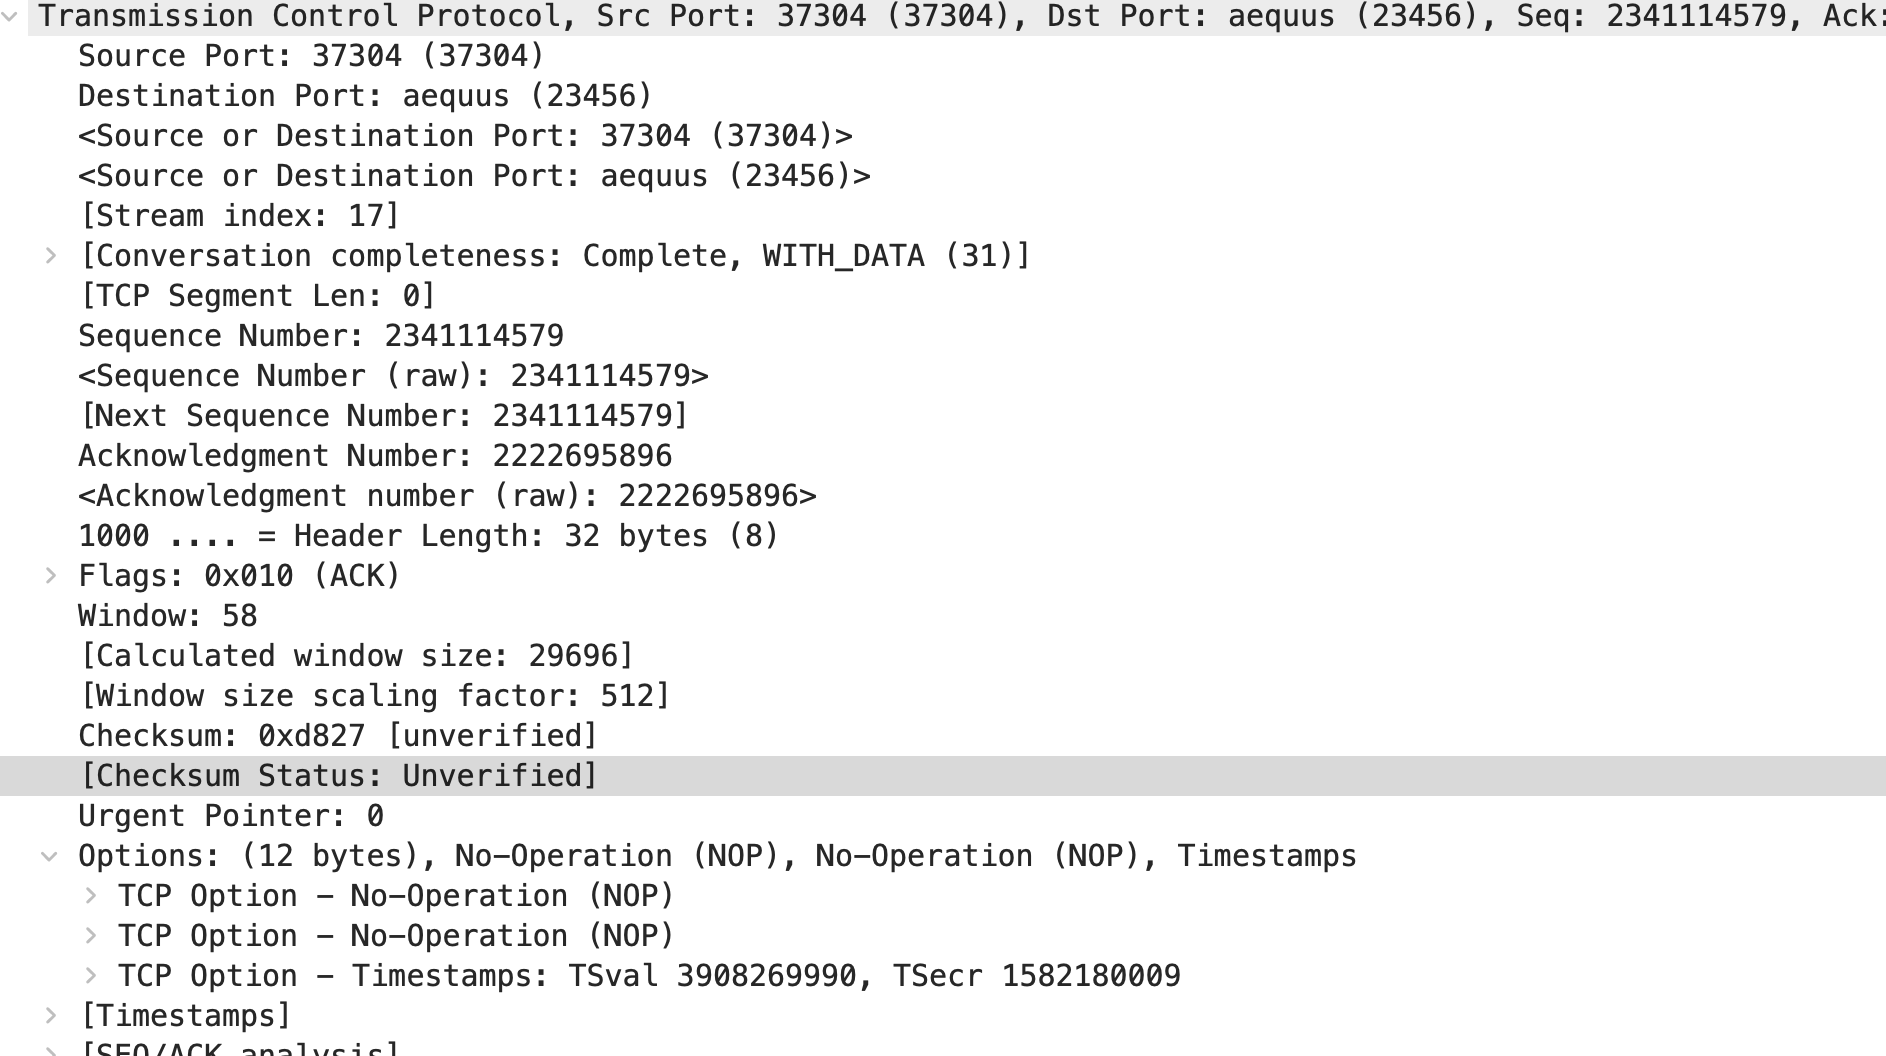 Transmission Control Protocol, Src Port: 37304 (37304), Dst Port: aequus (23456), Seq: 2341114579, Ack:
Source Port: 37304 (37304)
Destination Port: aequus (23456)
<Source or Destination Port: 37304 (37304)>
<Source or Destination Port: aequus (23456)>
[Stream index: 17]
[Conversation completeness: Complete, WITH_DATA (31)]
[TCP Segment Len: 0]
Sequence Number: 2341114579
<Sequence Number (raw): 2341114579>
[Next Sequence Number: 2341114579]
Acknowledgment Number: 2222695896
<Acknowledgment number (raw): 2222695896>
1000 .... = Header Length: 32 bytes (8)
Flags: 0x010 (ACK)
Window: 58
[Calculated window size: 29696]
[Window size scaling factor: 512]
Checksum: 0xd827 [unverified]
[Checksum Status: Unverified]
Urgent Pointer: 0
Options: (12 bytes), No-Operation (NOP), No-Operation (NOP), Timestamps
TCP Option - No-Operation (NOP)
TCP Option - No-Operation (NOP)
TCP Option - Timestamps: TSval 3908269990, TSecr 1582180009
[Timestamps]
[SEQ/ACK analysis]